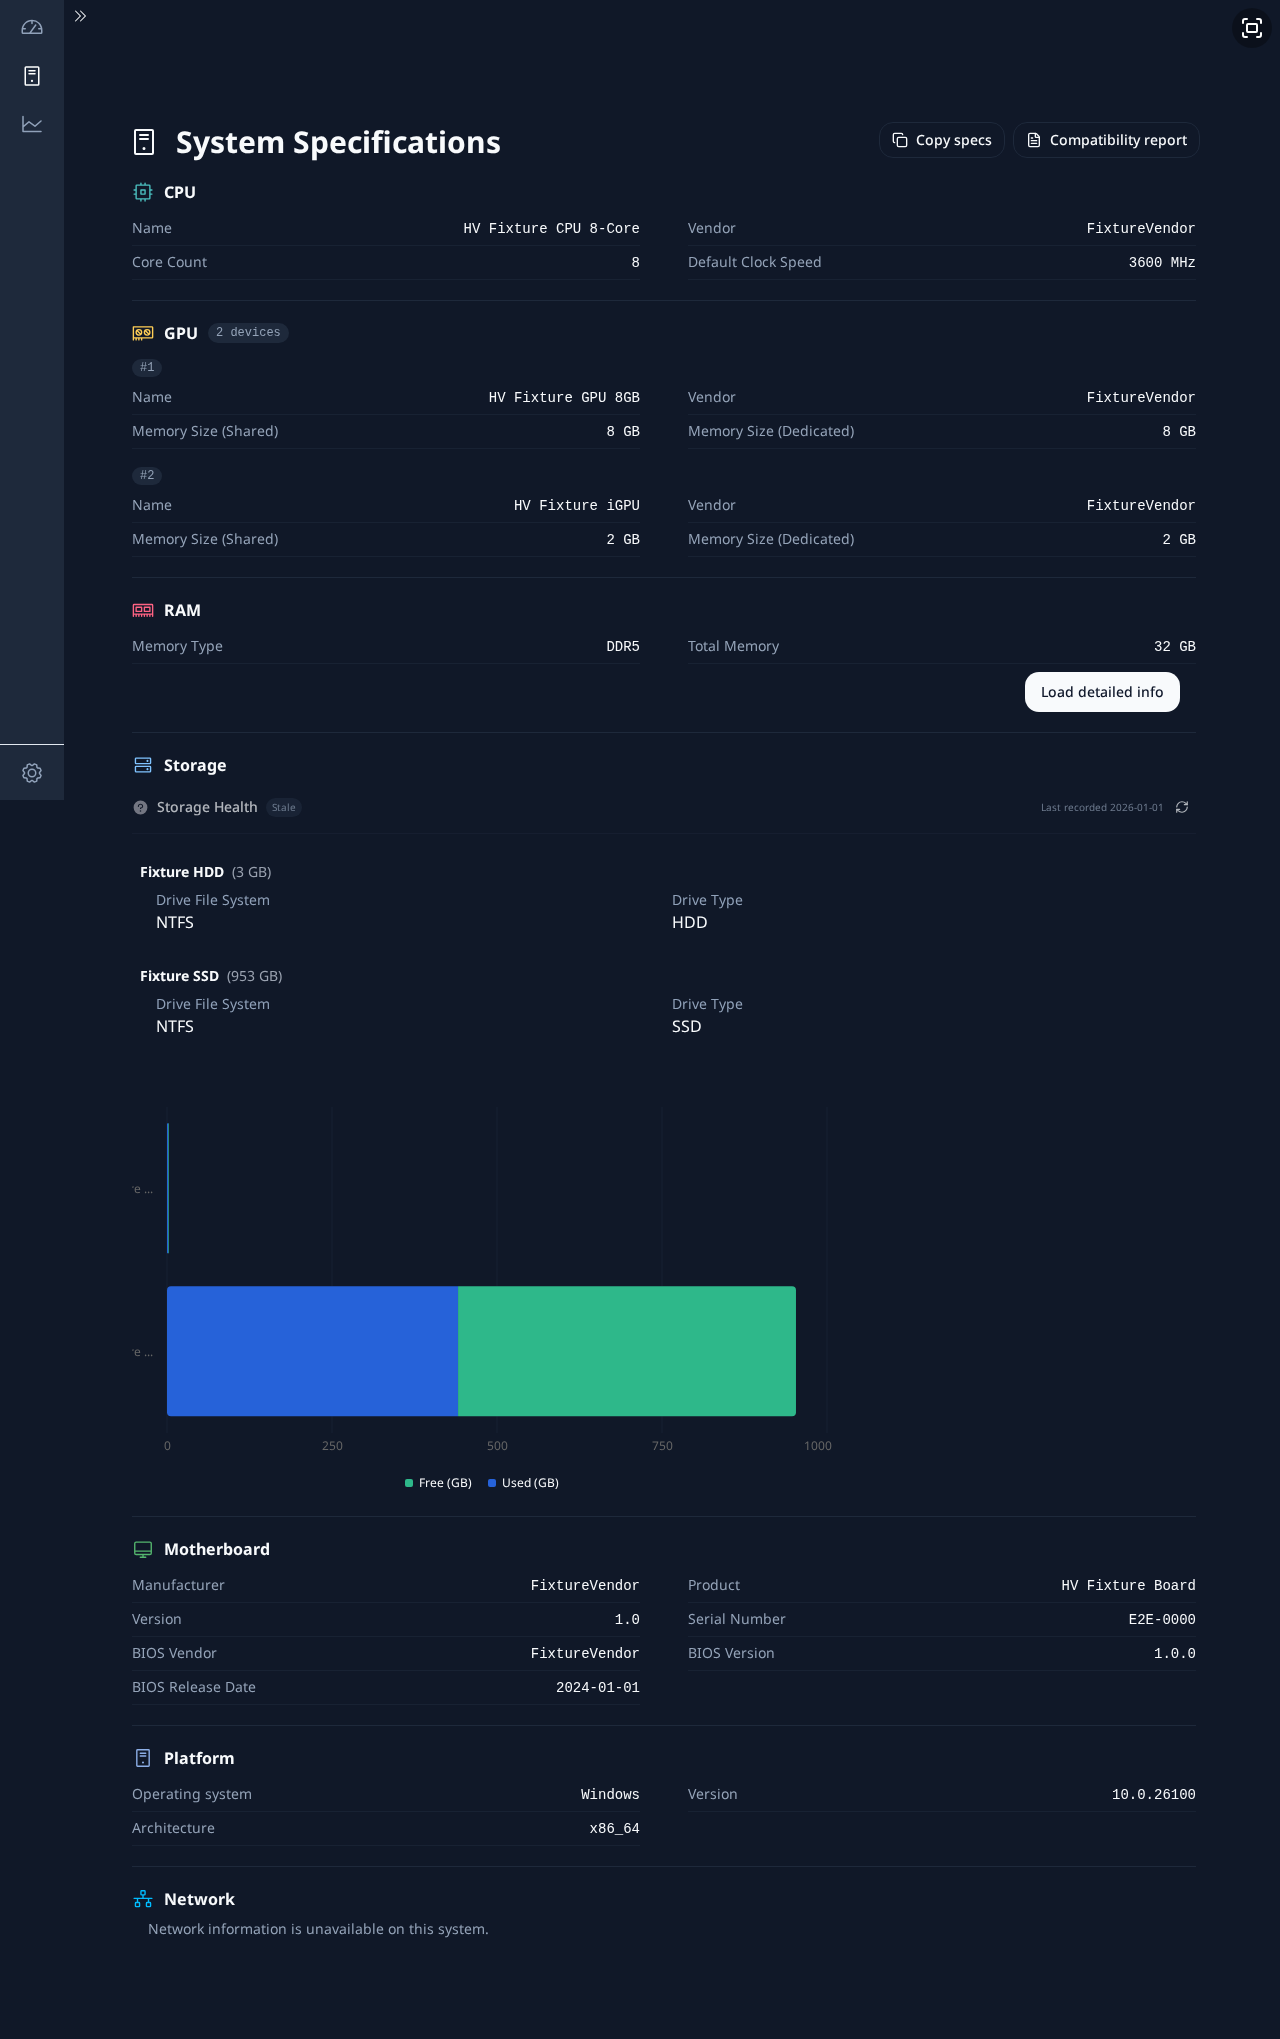 System Specifications
Copy specs
Compatibility report
CPU
Name HV Fixture CPU 8-Core Vendor FixtureVendor
Core Count 8 Default Clock Speed 3600 MHz
GPU 2 devices
#1
Name HV Fixture GPU 8GB Vendor FixtureVendor
Memory Size (Shared) 8 GB Memory Size (Dedicated) 8 GB
#2
Name HV Fixture iGPU Vendor FixtureVendor
Memory Size (Shared) 2 GB Memory Size (Dedicated) 2 GB
RAM
Memory Type DDR5 Total Memory 32 GB
Load detailed info
Storage
Storage Health Stale Last recorded 2026-01-01
Fixture HDD (3 GB)
Drive File System Drive Type
NTFS HDD
Fixture SSD (953 GB)
Drive File System Drive Type
NTFS SSD
re ...
re ...
0 250 500 750 1000
Free (GB) Used (GB)
Motherboard
Manufacturer FixtureVendor Product HV Fixture Board
Version 1.0 Serial Number E2E-0000
BIOS Vendor FixtureVendor BIOS Version 1.0.0
BIOS Release Date 2024-01-01
Platform
Operating system Windows Version 10.0.26100
Architecture x86_64
Network
Network information is unavailable on this system.